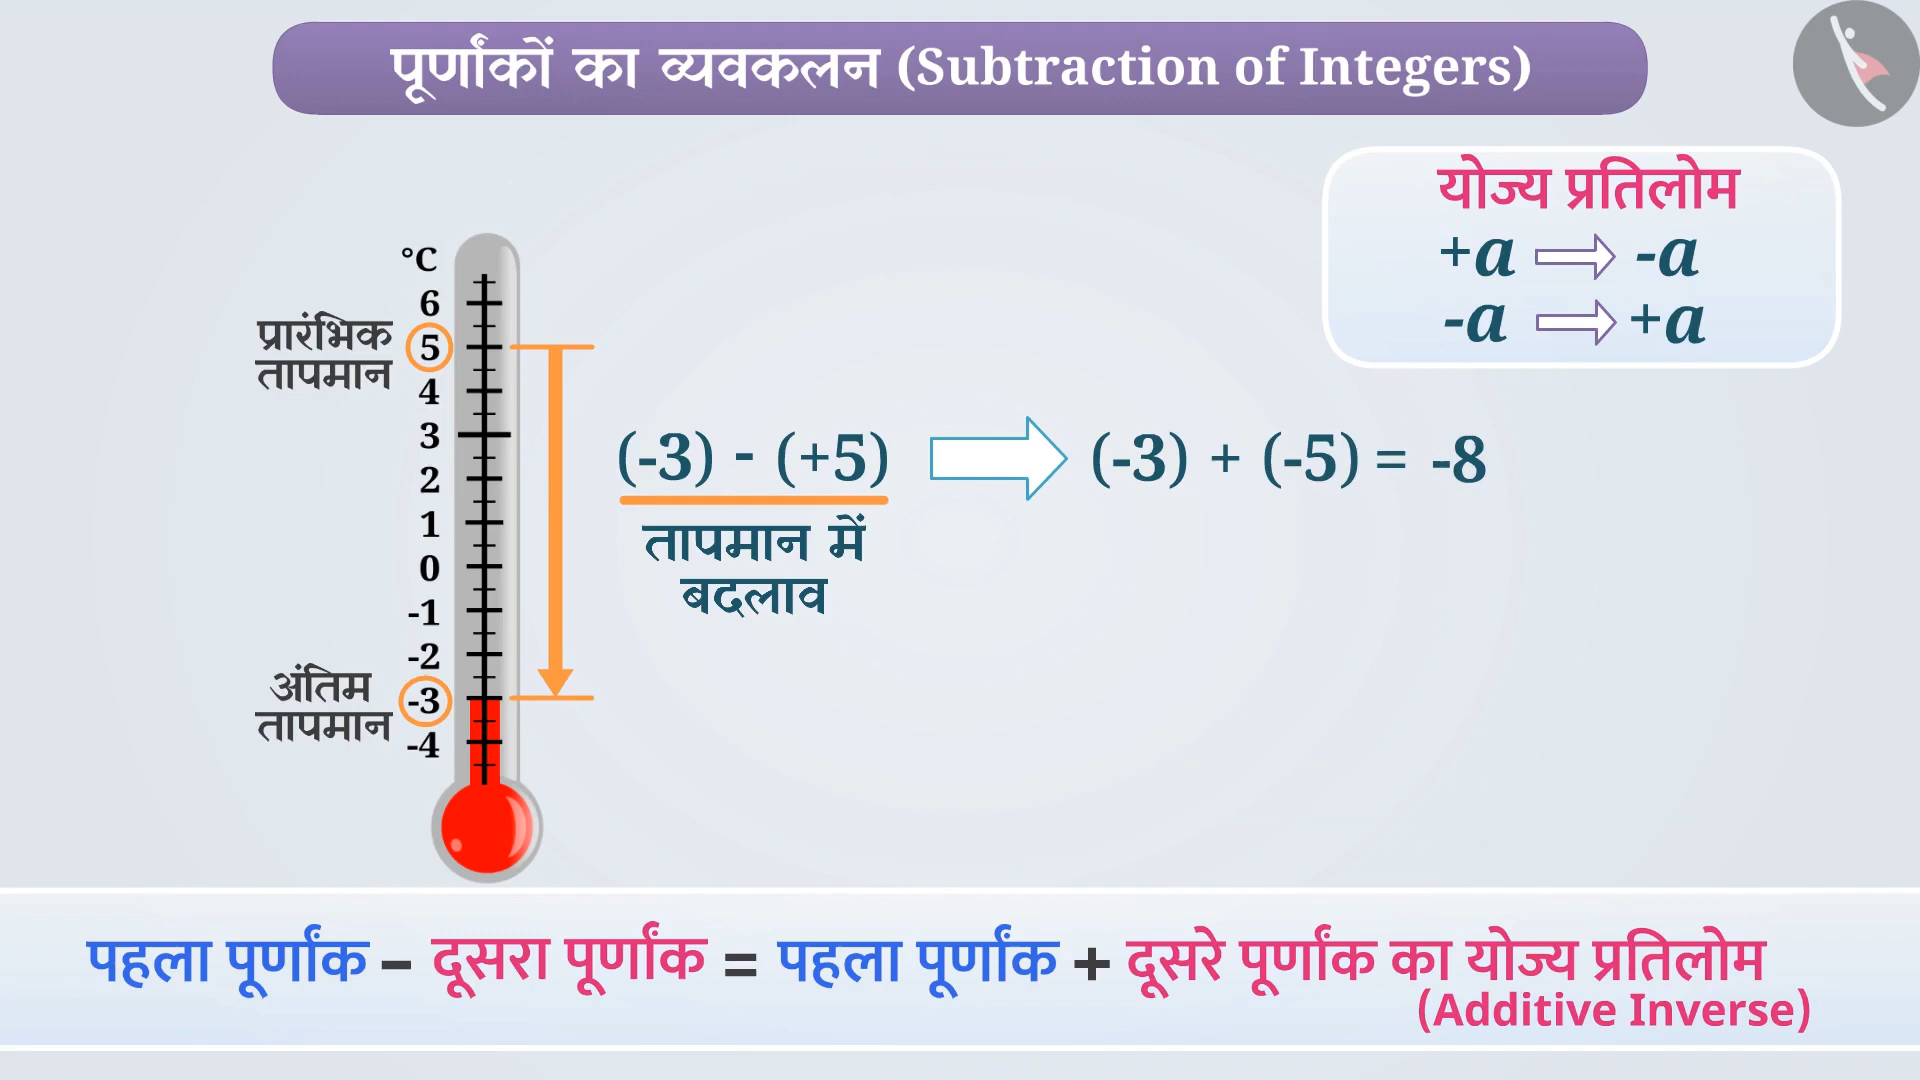 पूर्णांकों का व्यवकलन (Subtraction of Integers)
योज्य प्रतिलोम
+a ⇨ -a
-a ⇨ +a
°C
6
प्रारंभिक
तापमान
5
4
3
2
1
0
-1
-2
अंतिम
तापमान
-3
-4
(-3) - (+5) ⇨ (-3) + (-5) = -8
तापमान में
बदलाव
पहला पूर्णांक – दूसरा पूर्णांक = पहला पूर्णांक + दूसरे पूर्णांक का योज्य प्रतिलोम
(Additive Inverse)